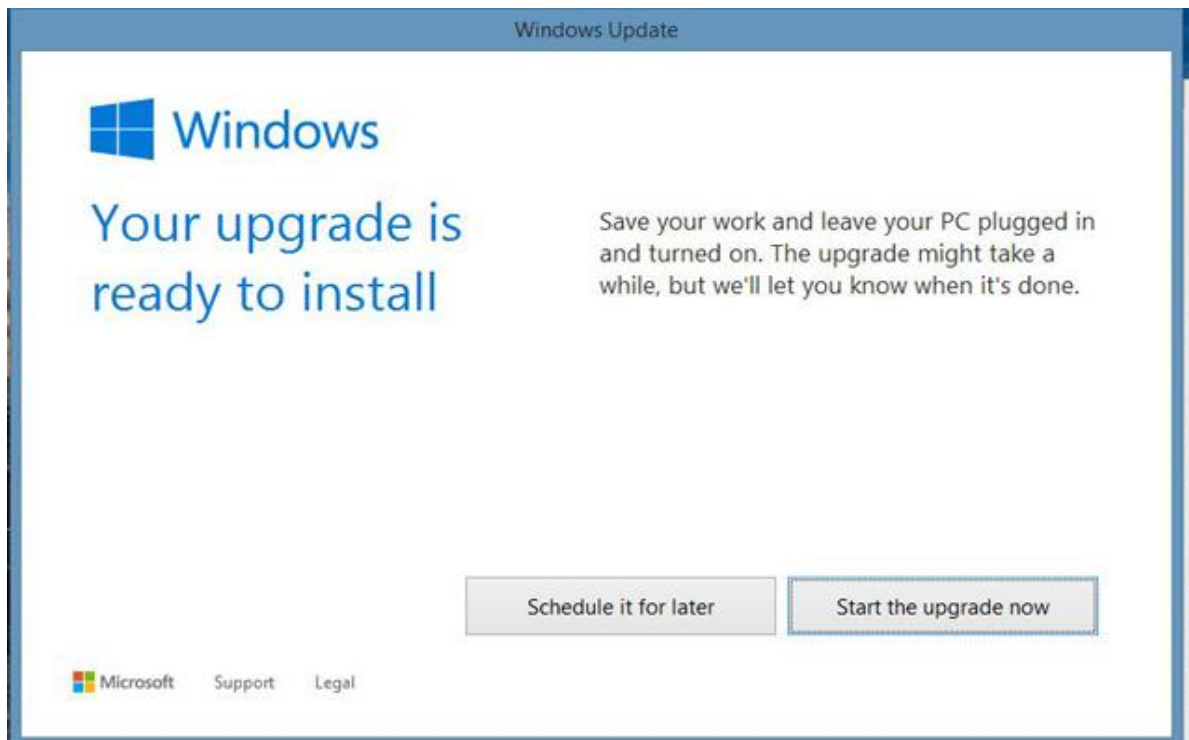 Windows Update
Windows
Your upgrade is
ready to install
Save your work and leave your PC plugged in
and turned on. The upgrade might take a
while, but we'll let you know when it's done.
Schedule it for later
Start the upgrade now
Microsoft Support Legal